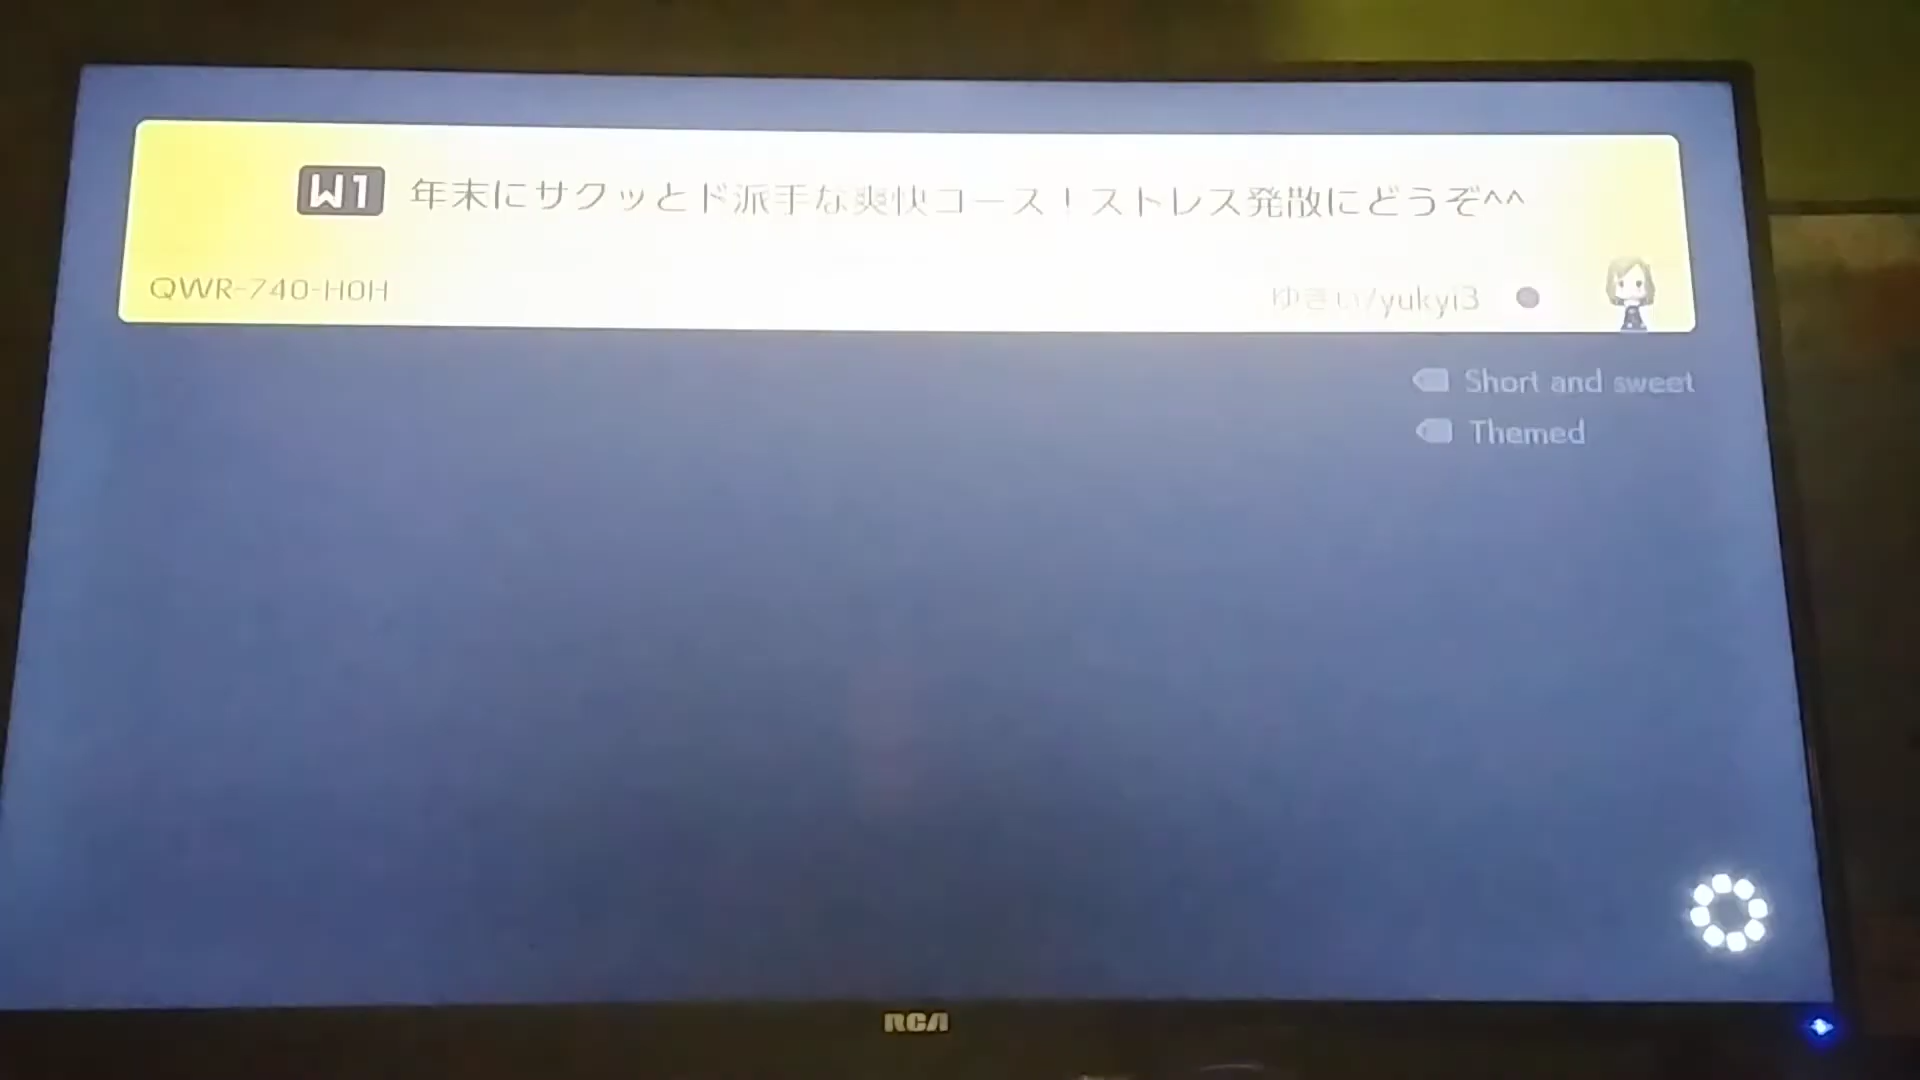 W1 年末にサクッとド派手な爽快コース！ストレス発散にどうぞ^^
QWR-740-H0H
ゆきい/yukyi3
Short and sweet
Themed
RCA